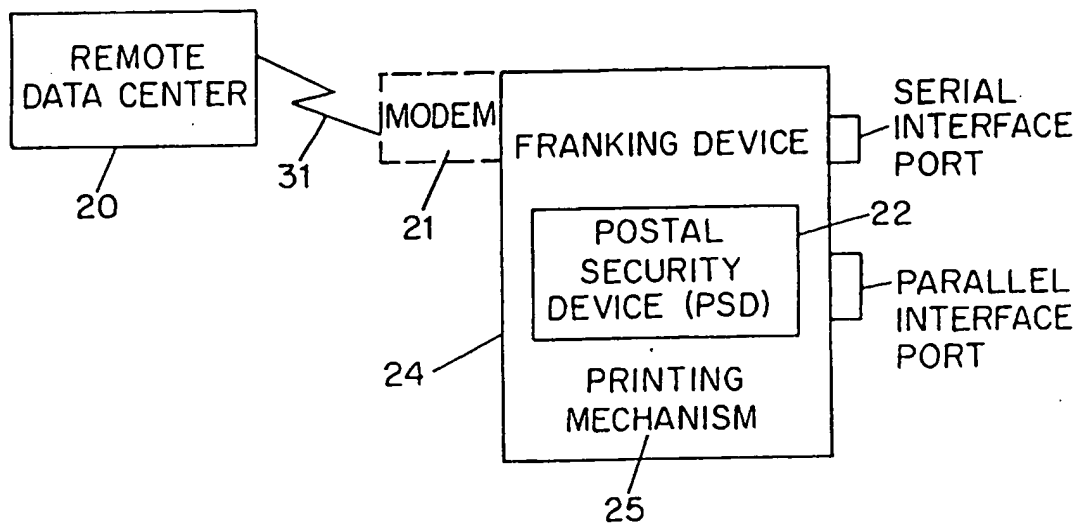 REMOTE
DATA CENTER
20
31
MODEM
21
FRANKING DEVICE
POSTAL
SECURITY
DEVICE (PSD)
22
24
PRINTING
MECHANISM
25
SERIAL
INTERFACE
PORT
PARALLEL
INTERFACE
PORT